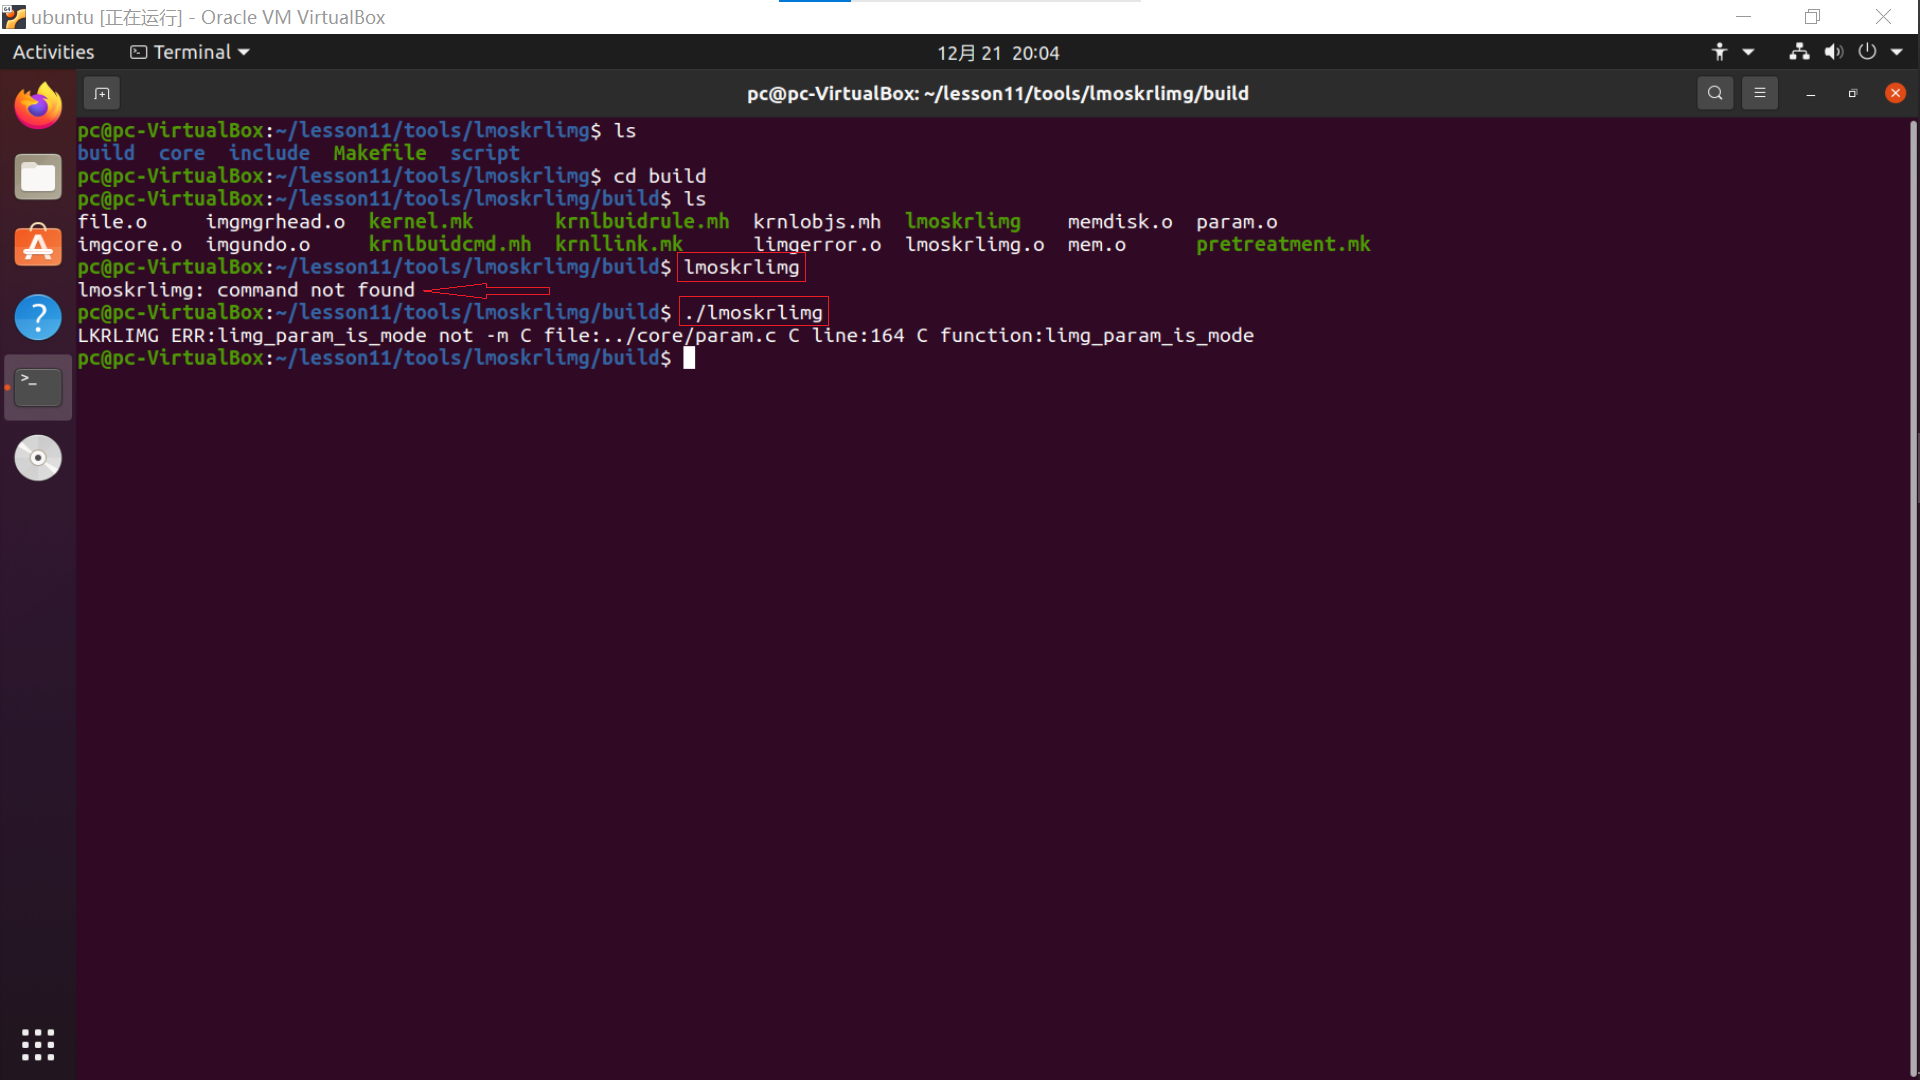 ubuntu [正在运行] - Oracle VM VirtualBox
Activities Terminal 12月 21 20:04
pc@pc-VirtualBox: ~/lesson11/tools/lmoskrlimg/build
pc@pc-VirtualBox:~/lesson11/tools/lmoskrlimg$ ls
build core include Makefile script
pc@pc-VirtualBox:~/lesson11/tools/lmoskrlimg$ cd build
pc@pc-VirtualBox:~/lesson11/tools/lmoskrlimg/build$ ls
file.o imgmgrhead.o kernel.mk krnlbuidrule.mh krnlobjs.mh lmoskrlimg memdisk.o param.o
imgcore.o imgundo.o krnlbuidcmd.mh krnllink.mk limgerror.o lmoskrlimg.o mem.o pretreatment.mk
pc@pc-VirtualBox:~/lesson11/tools/lmoskrlimg/build$ lmoskrlimg
lmoskrlimg: command not found
pc@pc-VirtualBox:~/lesson11/tools/lmoskrlimg/build$ ./lmoskrlimg
LKRLIMG ERR:limg_param_is_mode not -m C file:../core/param.c C line:164 C function:limg_param_is_mode
pc@pc-VirtualBox:~/lesson11/tools/lmoskrlimg/build$